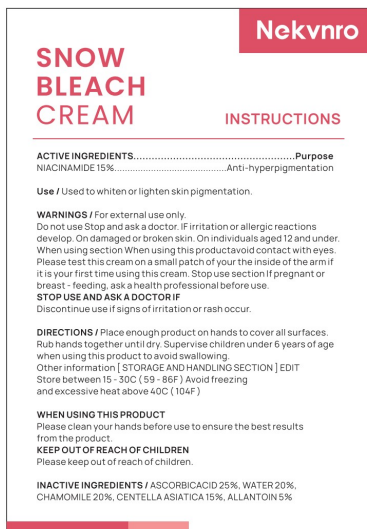 Nekvnro
SNOW
BLEACH
CREAM
INSTRUCTIONS
ACTIVE INGREDIENTS................................................Purpose
NIACINAMIDE 15%............................................Anti-hyperpigmentation
Use / Used to whiten or lighten skin pigmentation.
WARNINGS / For external use only.
Do not use Stop and ask a doctor. IF irritation or allergic reactions
develop. On damaged or broken skin. On individuals aged 12 and under.
When using section When using this productavoid contact with eyes.
Please test this cream on a small patch of your the inside of the arm if
it is your first time using this cream. Stop use section If pregnant or
breast - feeding, ask a health professional before use.
STOP USE AND ASK A DOCTOR IF
Discontinue use if signs of irritation or rash occur.
DIRECTIONS / Place enough product on hands to cover all surfaces.
Rub hands together until dry. Supervise children under 6 years of age
when using this product to avoid swallowing.
Other information [ STORAGE AND HANDLING SECTION ] EDIT
Store between 15 - 30C ( 59 - 86F ) Avoid freezing
and excessive heat above 40C ( 104F )
WHEN USING THIS PRODUCT
Please clean your hands before use to ensure the best results
from the product.
KEEP OUT OF REACH OF CHILDREN
Please keep out of reach of children.
INACTIVE INGREDIENTS / ASCORBICACID 25%, WATER 20%,
CHAMOMILE 20%, CENTELLA ASIATICA 15%, ALLANTOIN 5%